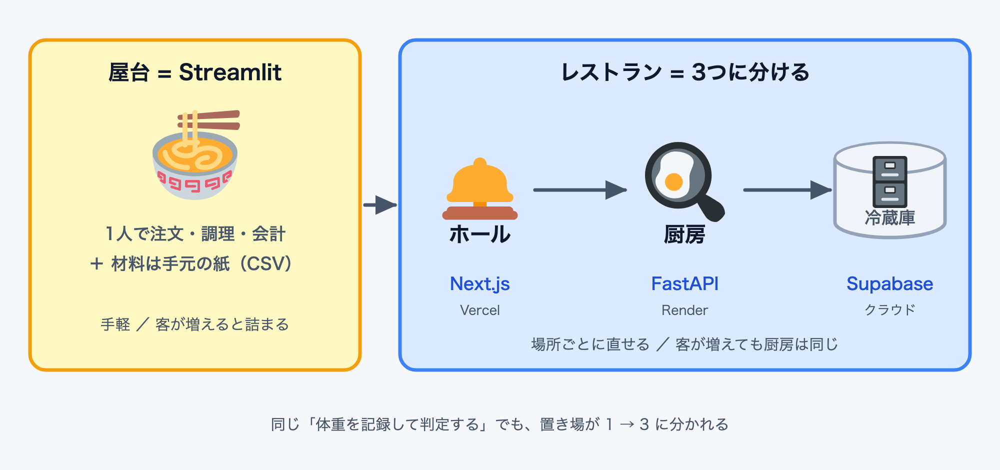 屋台 = Streamlit
1人で注文・調理・会計
+ 材料は手元の紙（CSV）
手軽 ／ 客が増えると詰まる
レストラン = 3つに分ける
ホール
Next.js
Vercel
厨房
FastAPI
Render
冷蔵庫
Supabase
クラウド
場所ごとに直せる ／ 客が増えても厨房は同じ
同じ「体重を記録して判定する」でも、置き場が 1 → 3 に分かれる